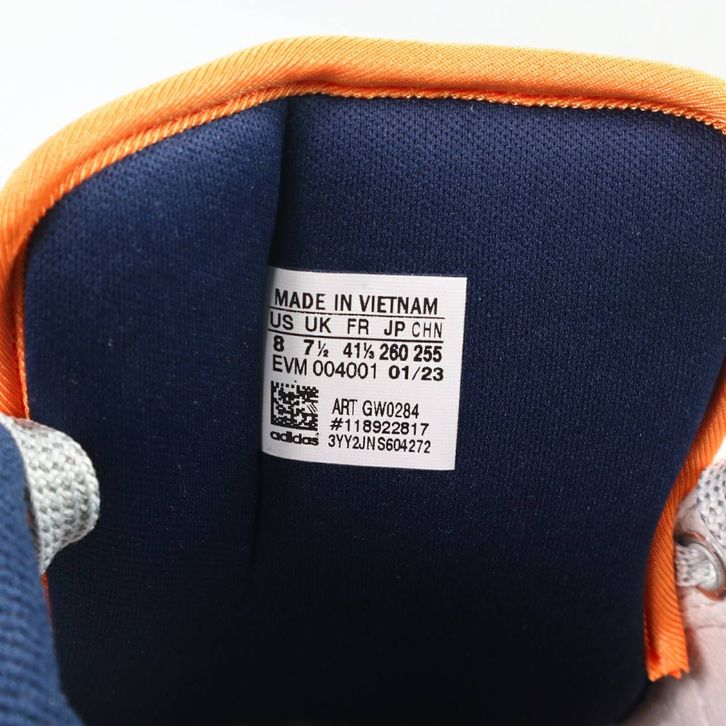 MADE IN VIETNAM
US UK FR JP CHN
8 7½ 41⅓ 260 255
EVM 004001 01/23
ART GW0284
#118922817
adidas 3YY2JNS604272